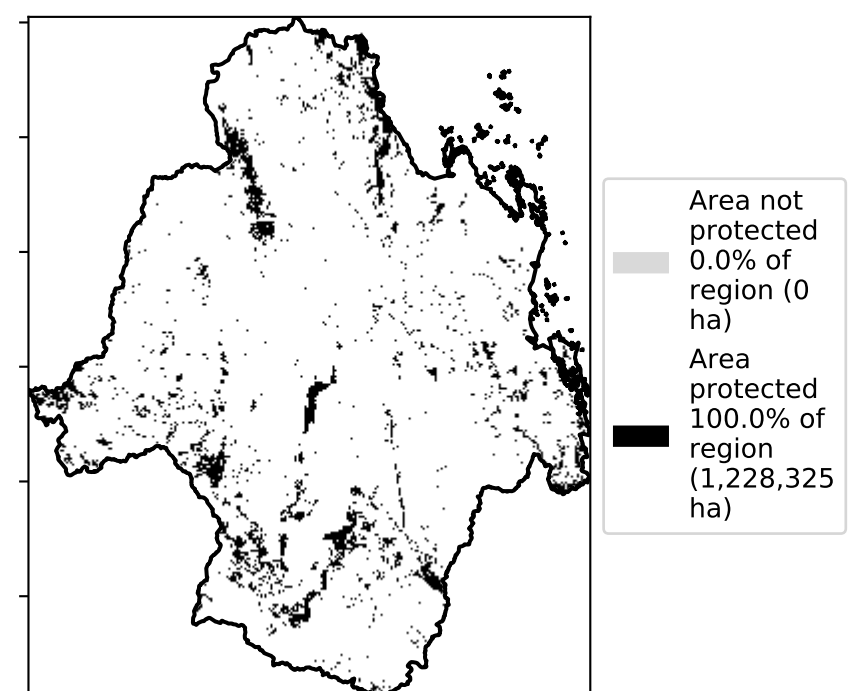 Area not
protected
0.0% of
region (0
ha)
Area
protected
100.0% of
region
(1,228,325
ha)